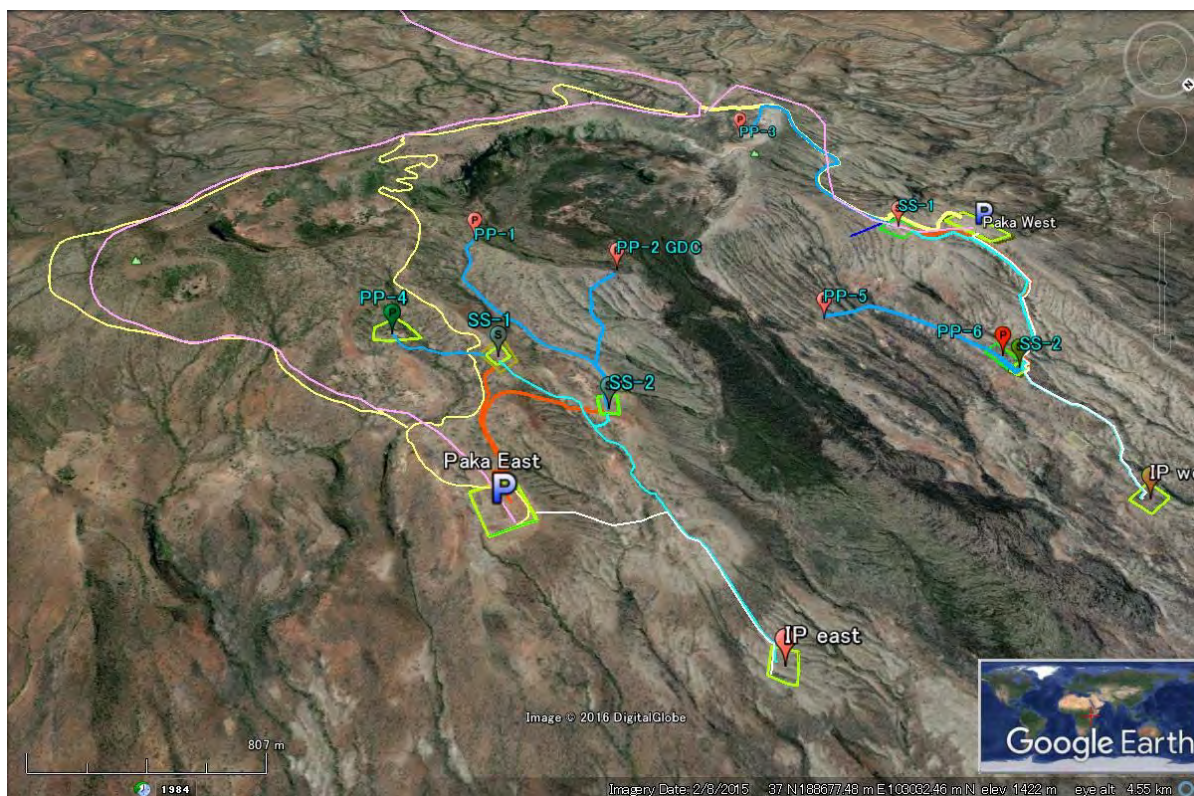 N
P
PP-3
SS-1
P
Paka West
P
PP-1
PP-2 GDC
PP-4
P
PP-5
SS-1
S
PP-6
P
SS-2
SS-2
Paka East
P
IP we
IP east
Image © 2016 DigitalGlobe
807 m
Google Earth
1984
Imagery Date: 2/8/2015 37 N 188677.48 m E 103032.46 m N elev 1422 m eye alt 4.55 km